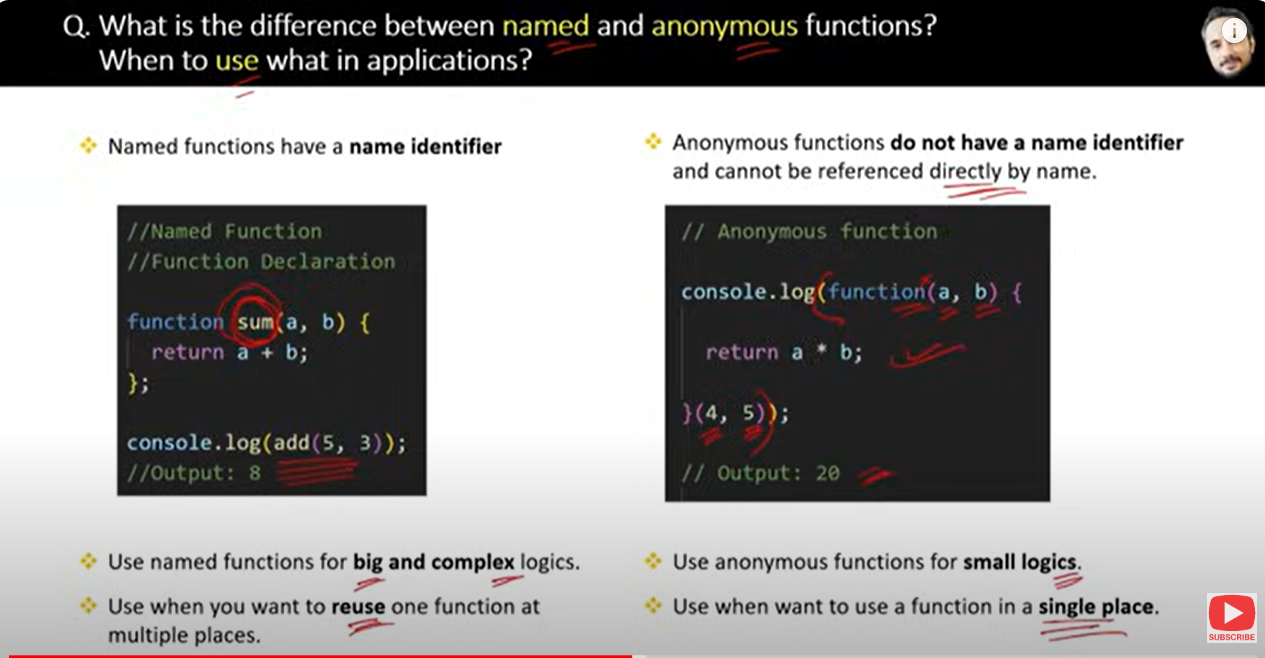 Q. What is the difference between named and anonymous functions?
When to use what in applications?
Named functions have a name identifier
//Named Function
//Function Declaration
function sum(a, b) {
return a + b;
};
console.log(add(5, 3));
//Output: 8
Use named functions for big and complex logics.
Use when you want to reuse one function at
multiple places.
Anonymous functions do not have a name identifier
and cannot be referenced directly by name.
// Anonymous function
console.log(function(a, b) {
return a * b;
}(4, 5));
// Output: 20
Use anonymous functions for small logics.
Use when want to use a function in a single place.
SUBSCRIBE